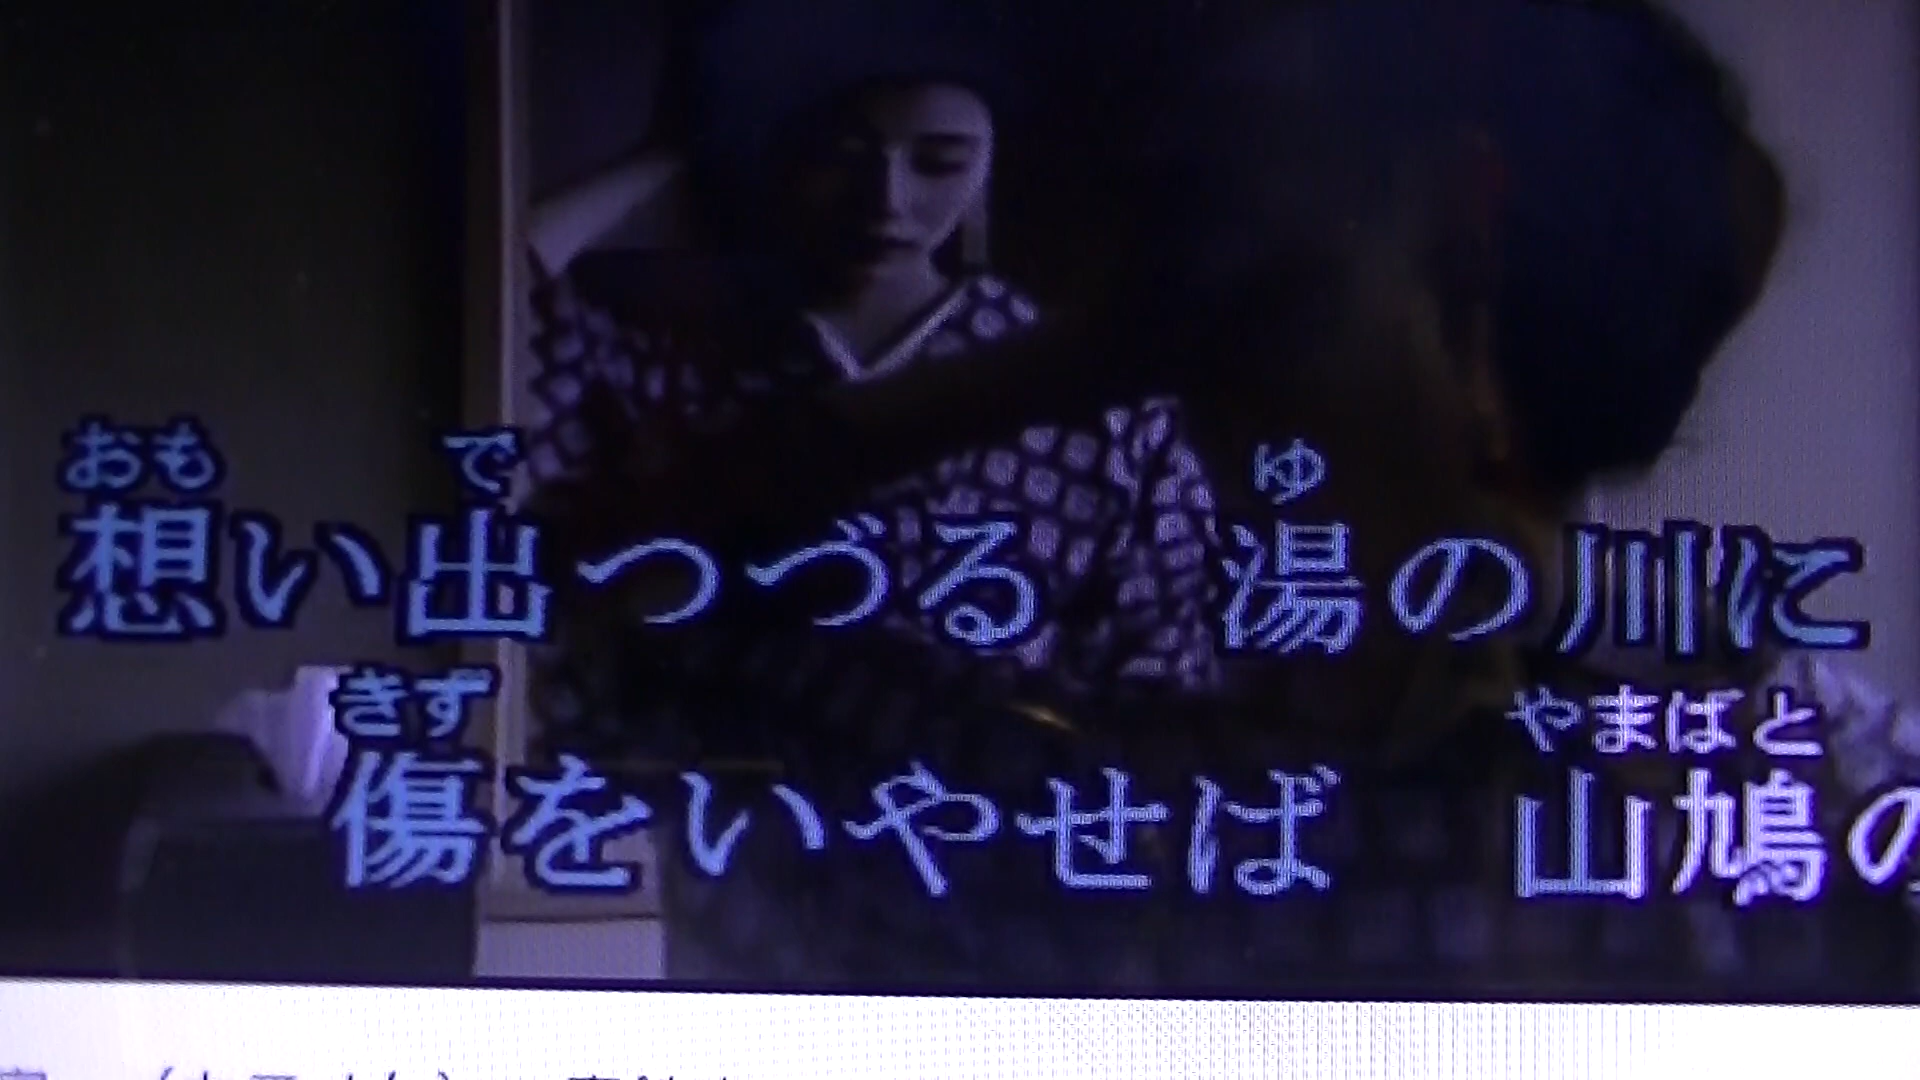 おも で ゆ
想い出つづる 湯の川に
きず やまばと
傷をいやせば 山鳩の